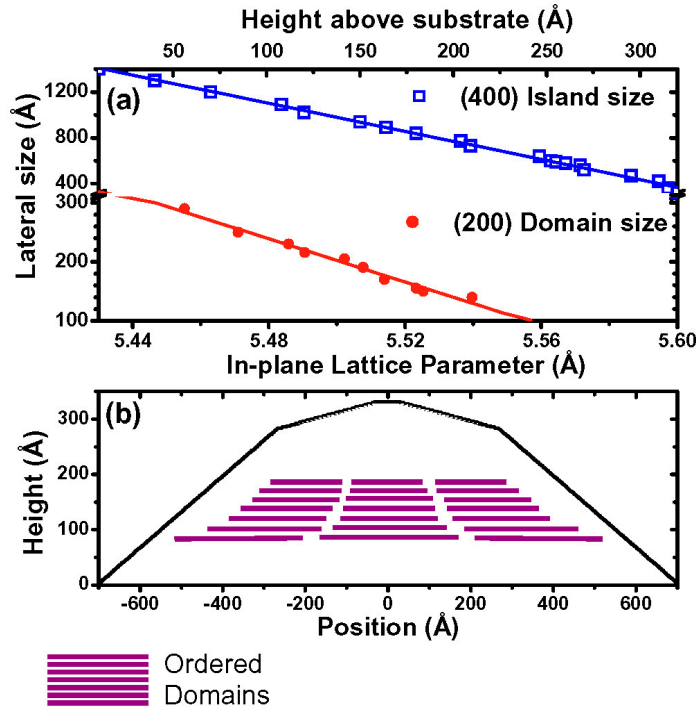 Height above substrate (Å)
50 100 150 200 250 300
(a)
(400) Island size
1200
800
400
300
200
100
Lateral size (Å)
(200) Domain size
5.44 5.48 5.52 5.56 5.60
In-plane Lattice Parameter (Å)
(b)
300
200
100
0
Height (Å)
-600 -400 -200 0 200 400 600
Position (Å)
Ordered
Domains